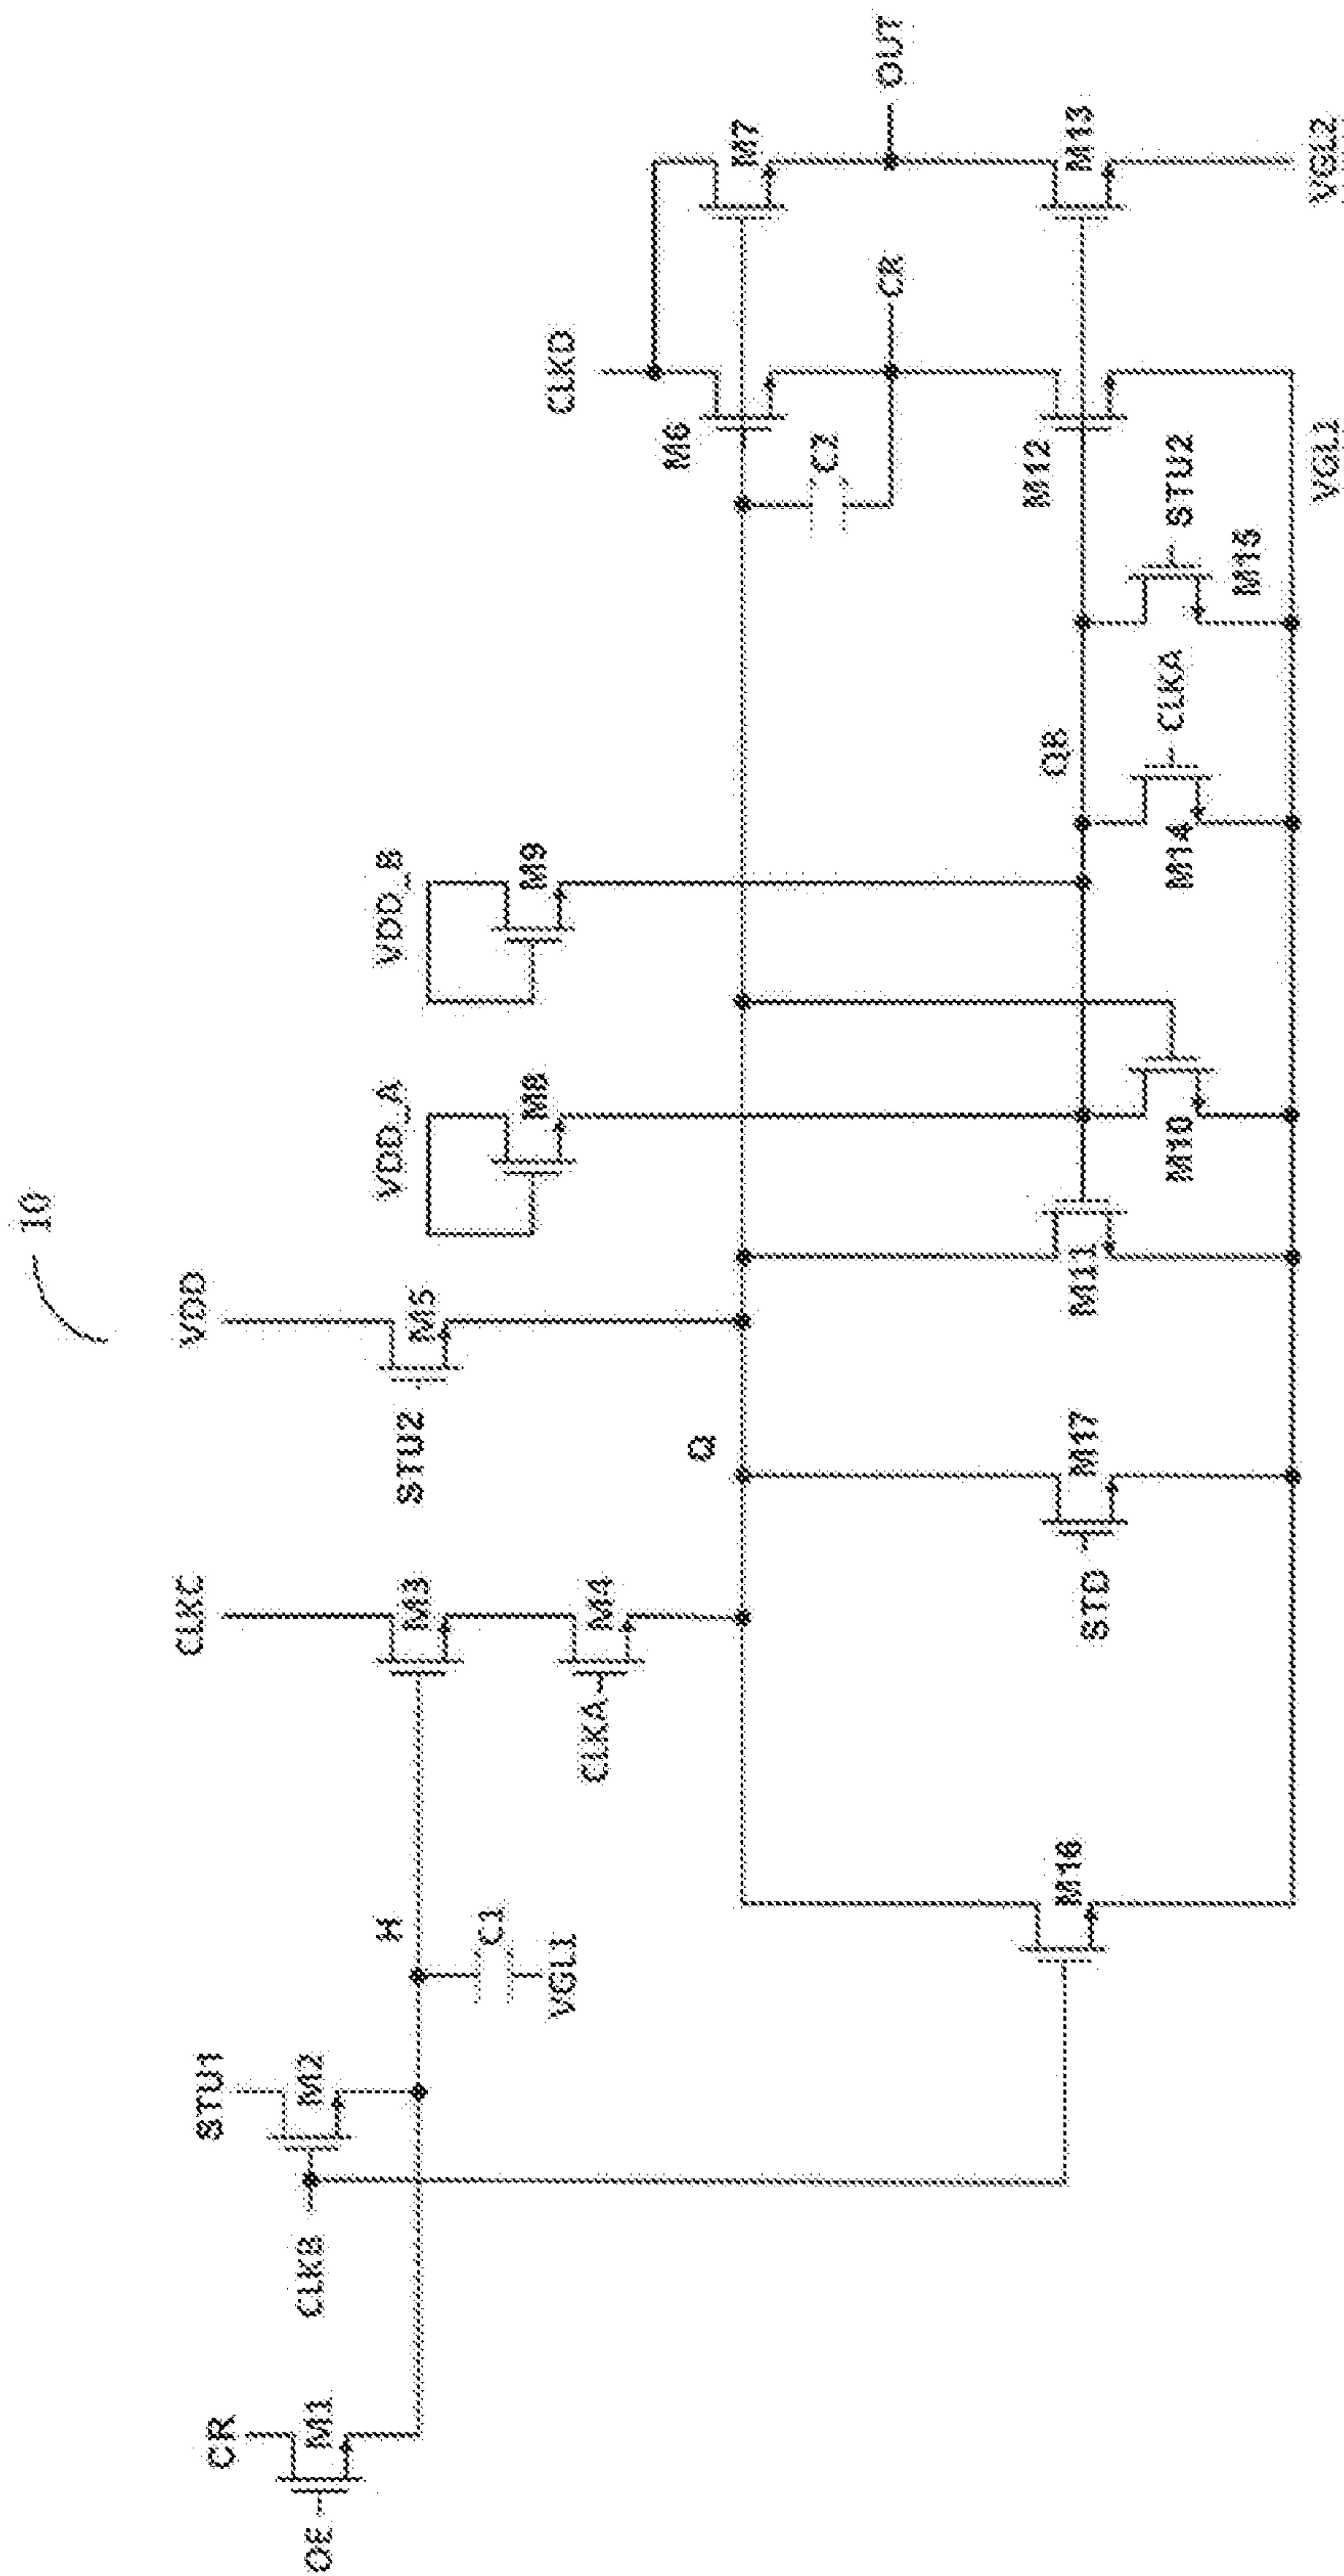 10
OE
CR
M1
CLKB
STU1
M2
H
C1
VGL1
CLKC
M3
CLKA
M4
STU2
VDD
M5
Q
VDD_A
M8
VDD_B
M9
CLKD
M6
M7
C2
CR
OUT
M16
STD
M17
M11
M10
QB
M14
CLKA
M15
STU2
M12
M13
VGL1
VGL2